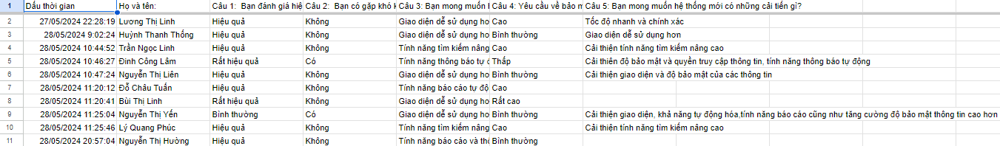 1 Dấu thời gian Họ và tên: Câu 1: Bạn đánh giá hiệ Câu 2: Bạn có gặp khó k Câu 3: Bạn mong muốn Câu 4: Yêu cầu về bảo m Câu 5: Bạn mong muốn hệ thống mới có những cải tiến gì?
2 27/05/2024 22:28:19 Lương Thị Linh Hiệu quả Không Giao diện dễ sử dụng hơ Cao Tốc độ nhanh và chính xác
3 28/05/2024 9:02:24 Huỳnh Thanh Thống Hiệu quả Không Giao diện dễ sử dụng hơ Bình thường Giao diện dễ sử dụng hơn
4 28/05/2024 10:44:52 Trần Ngọc Linh Hiệu quả Không Tính năng tìm kiếm nâng Cao Cải thiện tính năng tìm kiếm nâng cao
5 28/05/2024 10:46:27 Đinh Công Lâm Rất hiệu quả Có Tính năng thông báo tự đ Thấp Cải thiên độ bảo mật và quyền truy cập thông tin, tính năng thông báo tự động
6 28/05/2024 10:47:24 Nguyễn Thị Liên Hiệu quả Không Giao diện dễ sử dụng hơ Bình thường Cải thiện giao diện và độ bảo mật của các thông tin
7 28/05/2024 11:20:12 Đỗ Châu Tuấn Hiệu quả Không Tính năng báo cáo tự độ Cao
8 28/05/2024 11:20:41 Bùi Thị Linh Rất hiệu quả Không Giao diện dễ sử dụng hơ Rất cao
9 28/05/2024 11:25:04 Nguyễn Thị Yến Bình thường Có Giao diện dễ sử dụng hơ Bình thường Cải thiện giao diện, khả năng tự động hóa,tính năng báo cáo cũng như tăng cường độ bảo mật thông tin cao hơn
10 28/05/2024 11:25:46 Lý Quang Phúc Hiệu quả Không Tính năng tìm kiếm nâng Cao Cải thiện tính năng tìm kiếm nâng cao
11 28/05/2024 20:57:04 Nguyễn Thị Hường Hiệu quả Không Tính năng báo cáo và thố Bình thường